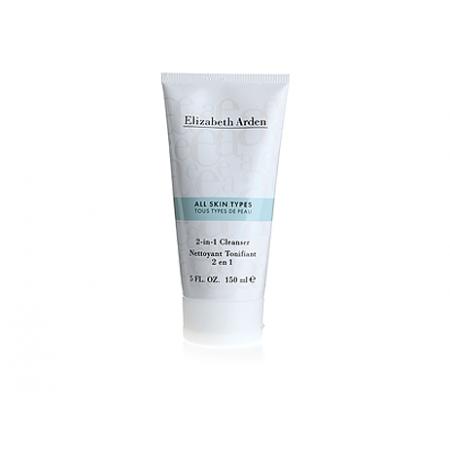 Elizabeth Arden
ALL SKIN TYPES
TOUS TYPES DE PEAU
2-in-1 Cleanser
Nettoyant Tonifiant
2 en 1
5 FL. OZ. 150 ml ℮